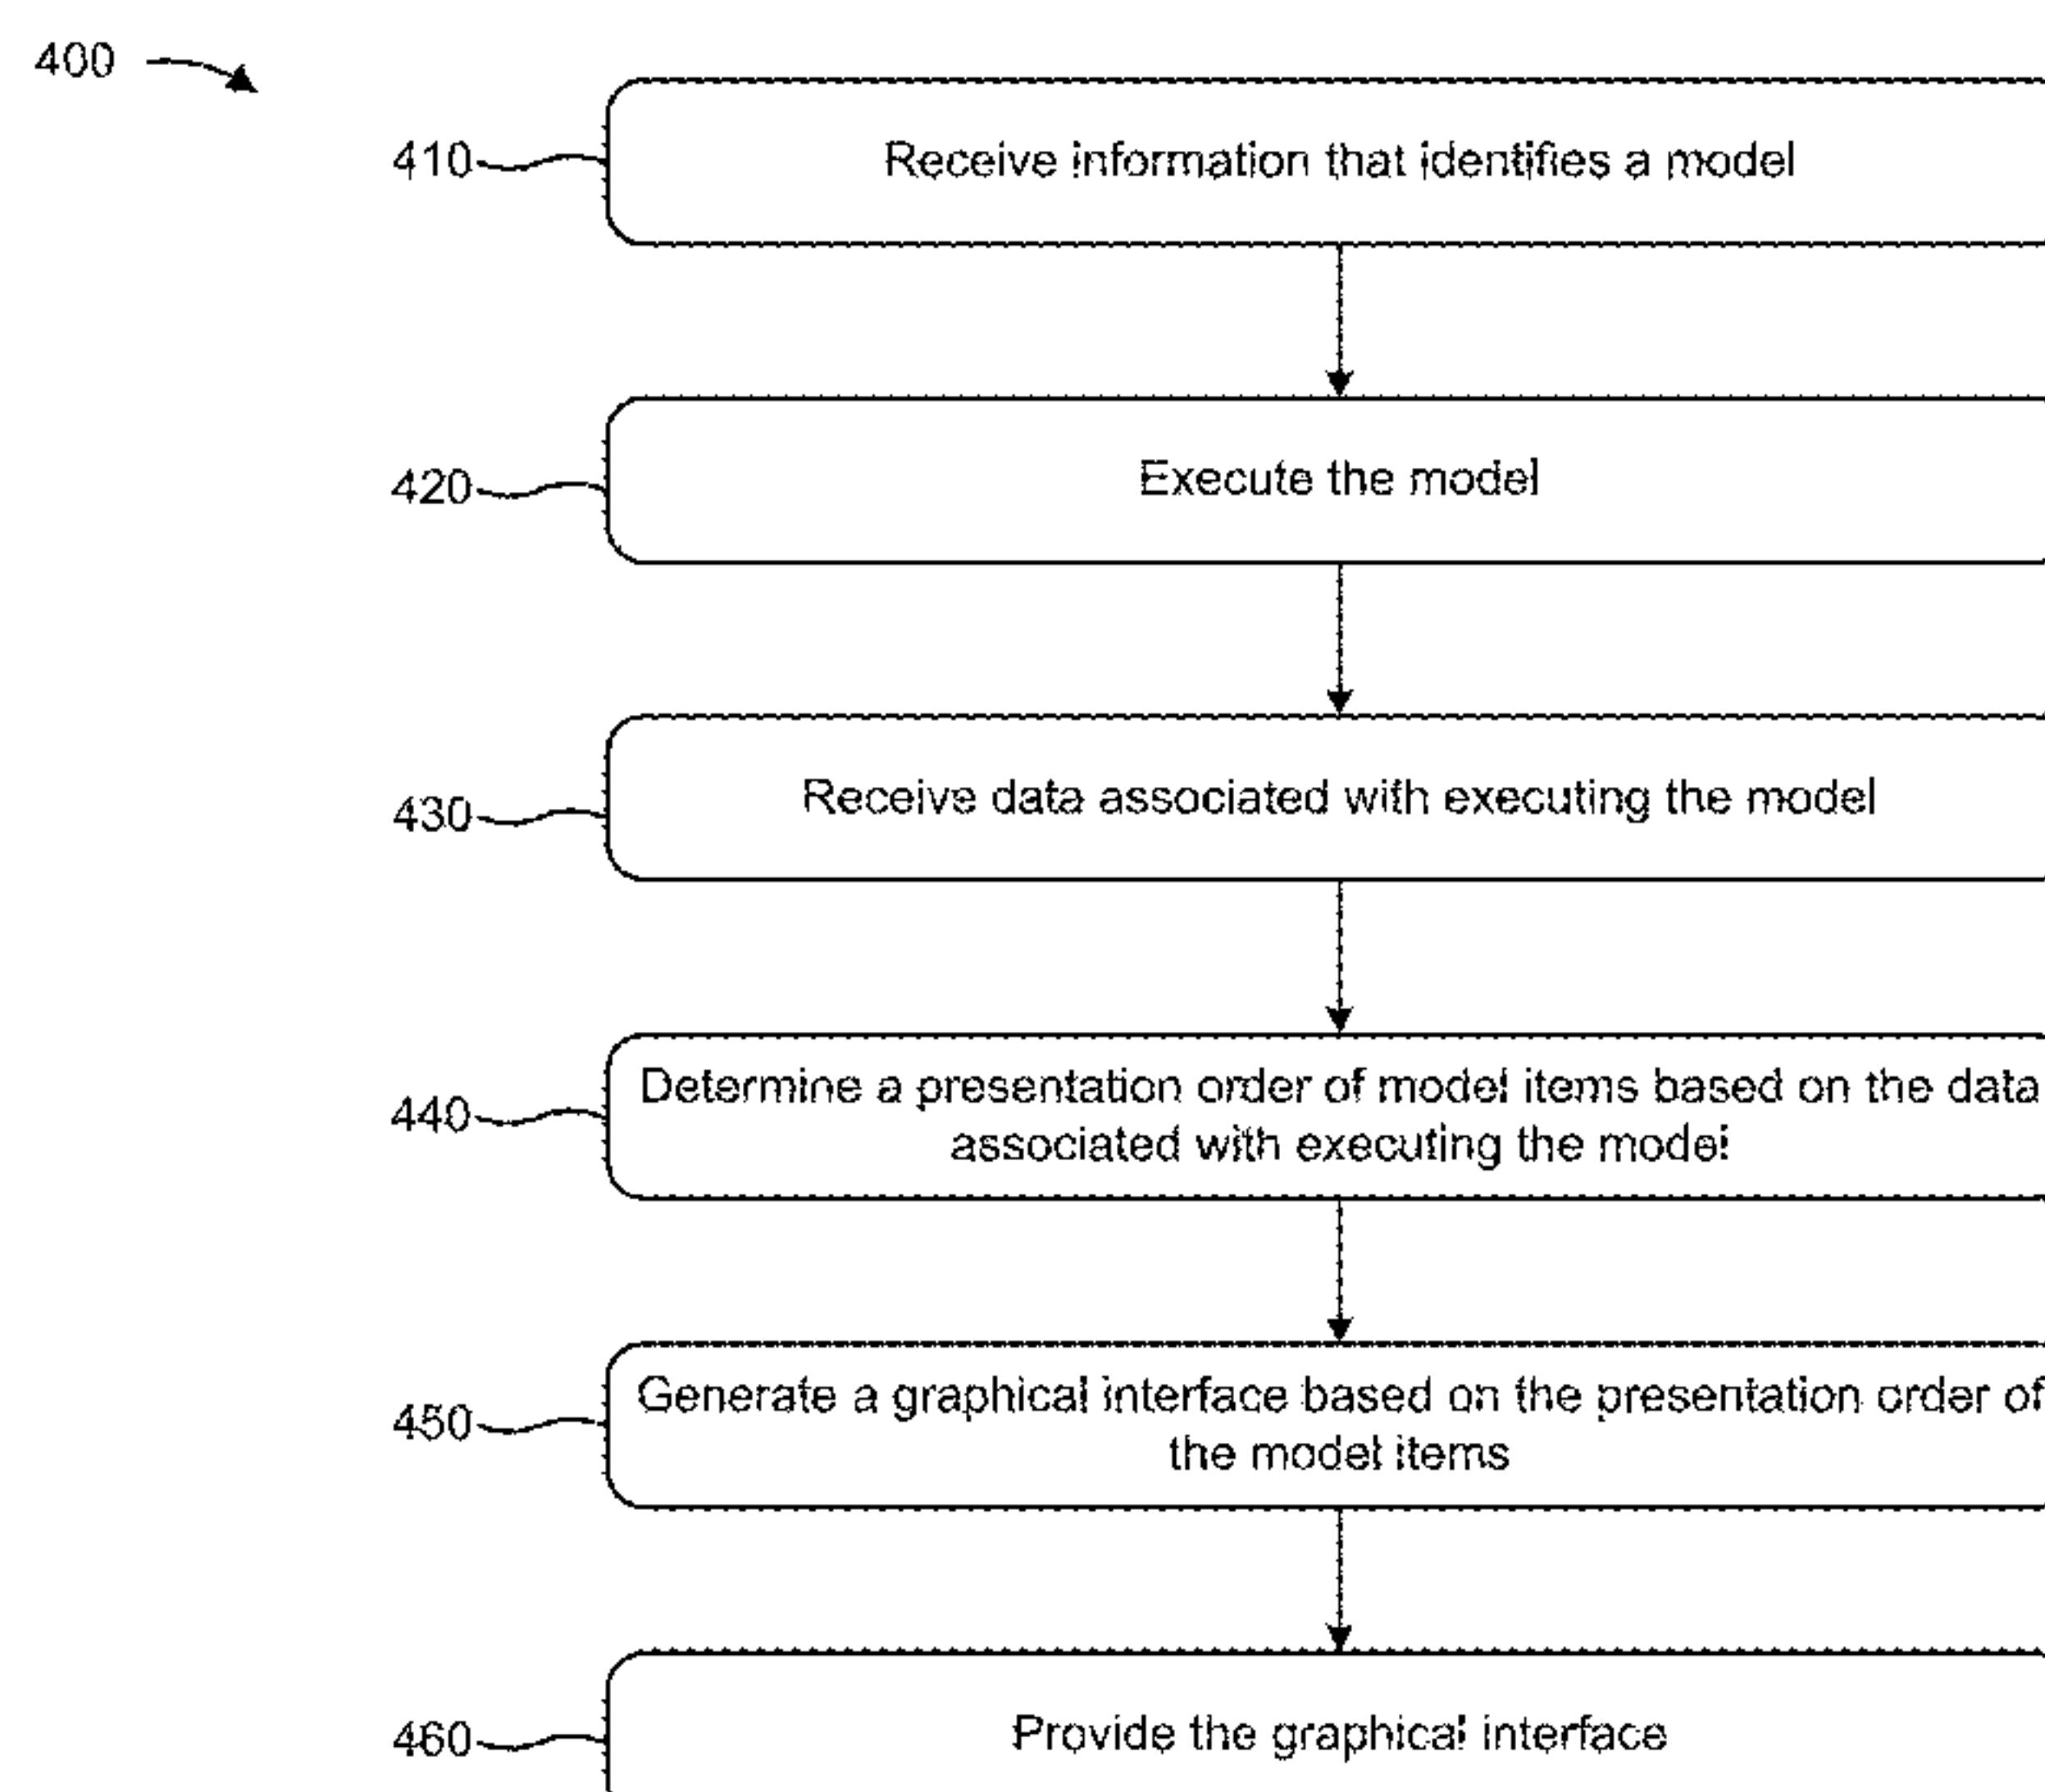 400
410
Receive information that identifies a model
420
Execute the model
430
Receive data associated with executing the model
440
Determine a presentation order of model items based on the data
associated with executing the model
450
Generate a graphical interface based on the presentation order of
the model items
460
Provide the graphical interface